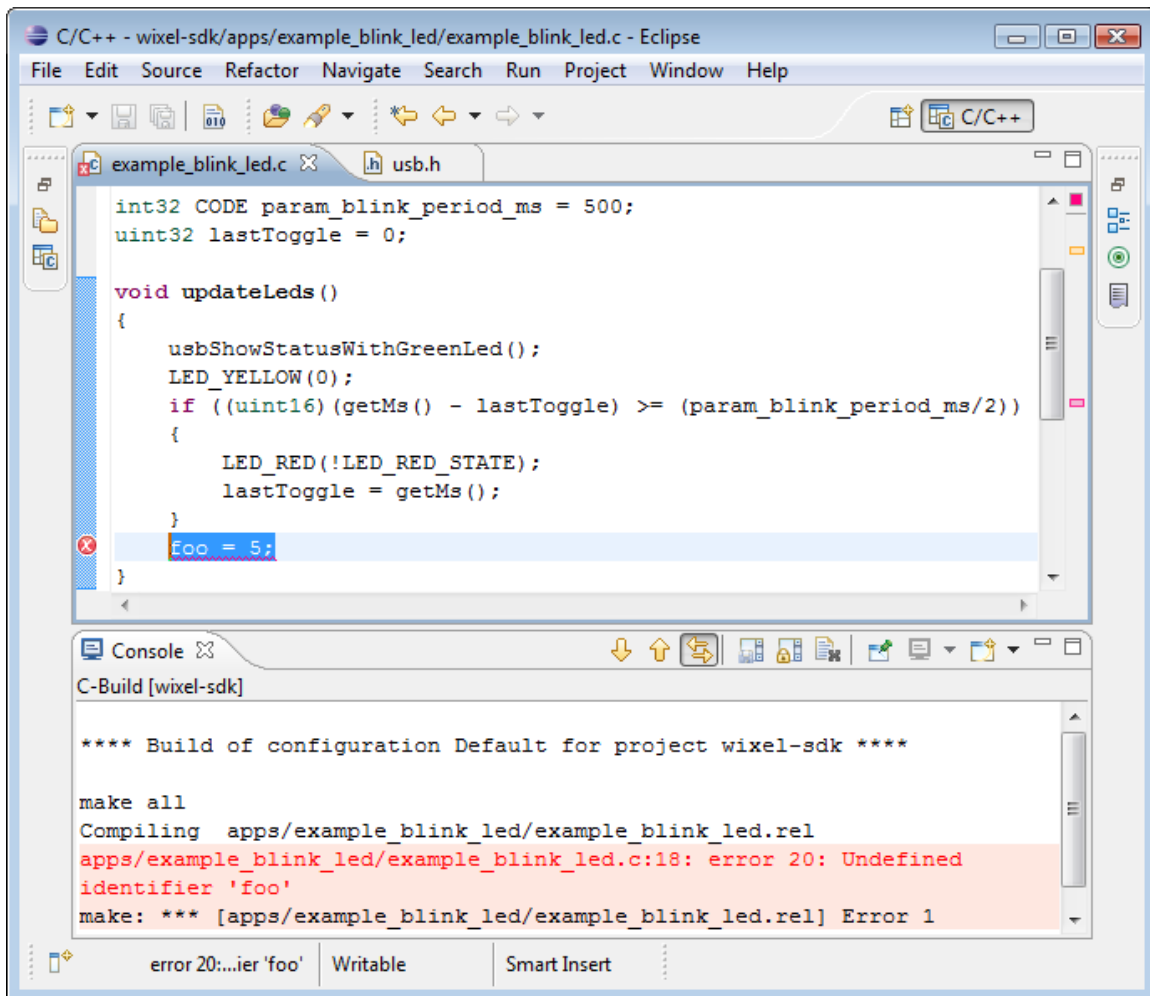 C/C++ - wixel-sdk/apps/example_blink_led/example_blink_led.c - Eclipse
File Edit Source Refactor Navigate Search Run Project Window Help
010
C/C++
example_blink_led.c
.h usb.h
int32 CODE param_blink_period_ms = 500;
uint32 lastToggle = 0;
void updateLeds()
{
usbShowStatusWithGreenLed();
LED_YELLOW(0);
if ((uint16)(getMs() - lastToggle) >= (param_blink_period_ms/2))
{
LED_RED(!LED_RED_STATE);
lastToggle = getMs();
}
foo = 5;
}
Console
C-Build [wixel-sdk]
**** Build of configuration Default for project wixel-sdk ****
make all
Compiling  apps/example_blink_led/example_blink_led.rel
apps/example_blink_led/example_blink_led.c:18: error 20: Undefined
identifier 'foo'
make: *** [apps/example_blink_led/example_blink_led.rel] Error 1
error 20:...ier 'foo' Writable Smart Insert